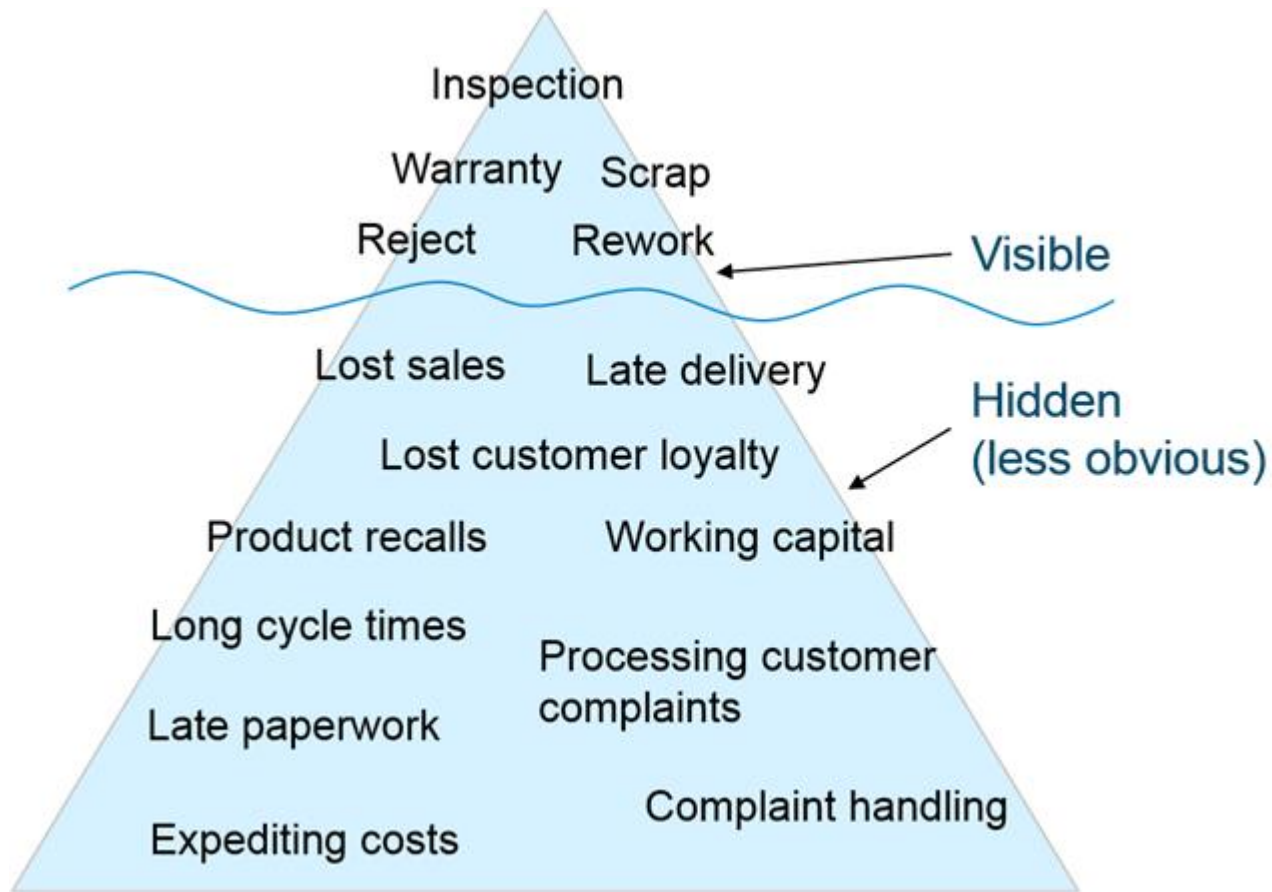 Inspection
Warranty
Scrap
Reject
Rework
Visible
Lost sales
Late delivery
Hidden
(less obvious)
Lost customer loyalty
Product recalls
Working capital
Long cycle times
Processing customer
complaints
Late paperwork
Complaint handling
Expediting costs